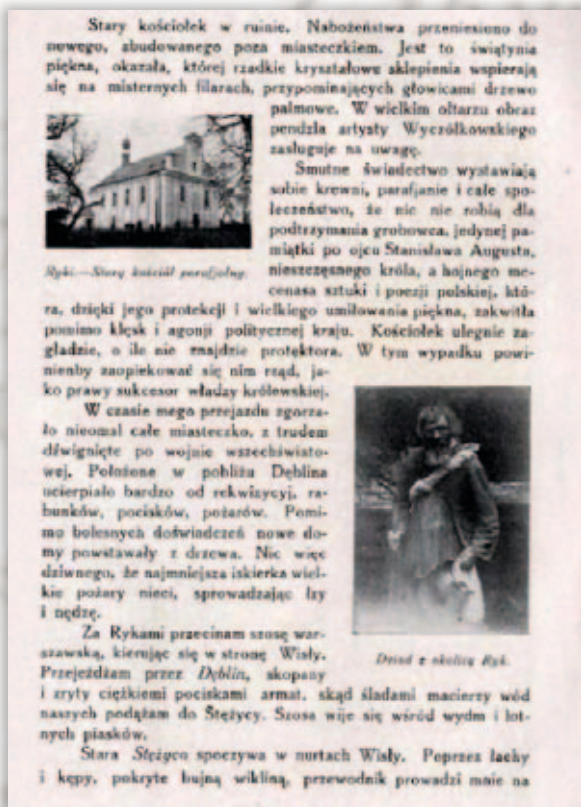 Stary kościołek w ruinie. Nabożeństwa przeniesiono do
nowego, zbudowanego poza miasteczkiem. Jest to świątynia
piękna, okazała, której rzadkie kryształowe sklepienia wspierają
się na misternych filarach, przypominających głowicami drzewo
palmowe. W wielkim ołtarzu obraz
pendzla artysty Wyczółkowskiego
zasługuje na uwagę.
Smutne świadectwo wystawiają
sobie krewni, parafjanie i całe spo-
łeczeństwo, że nic nie robią dla
podtrzymania grobowca, jedynej pa-
miątki po ojcu Stanisława Augusta,
nieszczęsnego króla, a hojnego me-
cenasa sztuki i poezji polskiej, któ-
ra, dzięki jego protekcji i wielkiego umiłowania piękna, zakwitła
pomimo klęsk i agonji politycznej kraju. Kościołek ulegnie za-
gładzie, o ile nie znajdzie protektora. W tym wypadku powi-
nienby zaopiekować się nim rząd, ja-
ko prawy sukcesor władzy królewskiej.
Ryki.—Stary kościół parafjalny.
W czasie mego przejazdu zgorza-
ło nieomal całe miasteczko, z trudem
dźwignięte po wojnie wszechświato-
wej. Położone w pobliżu Dęblina
ucierpiało bardzo od rekwizycyj, ra-
bunków, pocisków, pożarów. Pomi-
mo bolesnych doświadczeń nowe do-
my powstawały z drzewa. Nic więc
dziwnego, że najmniejsza iskierka wiel-
kie pożary nieci, sprowadzając łzy
i nędzę.
Za Rykami przecinam szosę war-
szawską, kierując się w stronę Wisły.
Przejeżdżam przez Dęblin, skopany
i zryty ciężkiemi pociskami armat, skąd śladami macierzy wód
naszych podążam do Stężycy. Szosa wije się wśród wydm i lot-
nych piasków.
Dziad z okolicy Ryk.
Stara Stężyca spoczywa w nurtach Wisły. Poprzez łachy
i kępy, pokryte bujną wikliną, przewodnik prowadzi mnie na